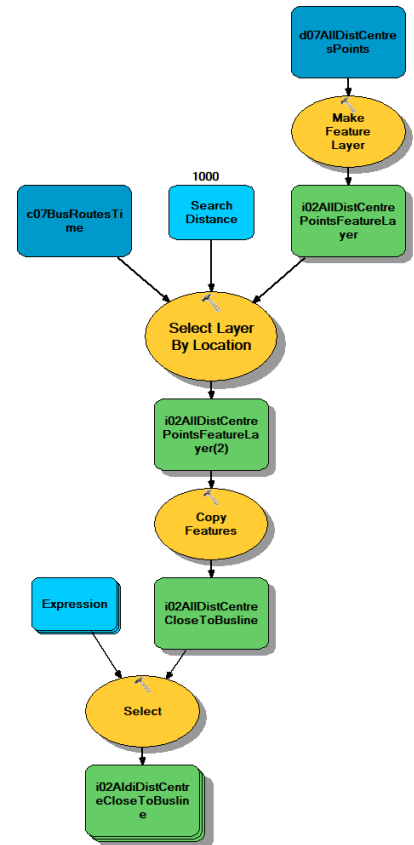 d07AllDistCentre
sPoints
Make
Feature
Layer
1000
c07BusRoutesTi
me
Search
Distance
i02AllDistCentre
PointsFeatureLa
yer
Select Layer
By Location
i02AllDistCentre
PointsFeatureLa
yer(2)
Copy
Features
Expression
i02AllDistCentre
CloseToBusline
Select
i02AldiDistCentr
eCloseToBuslin
e